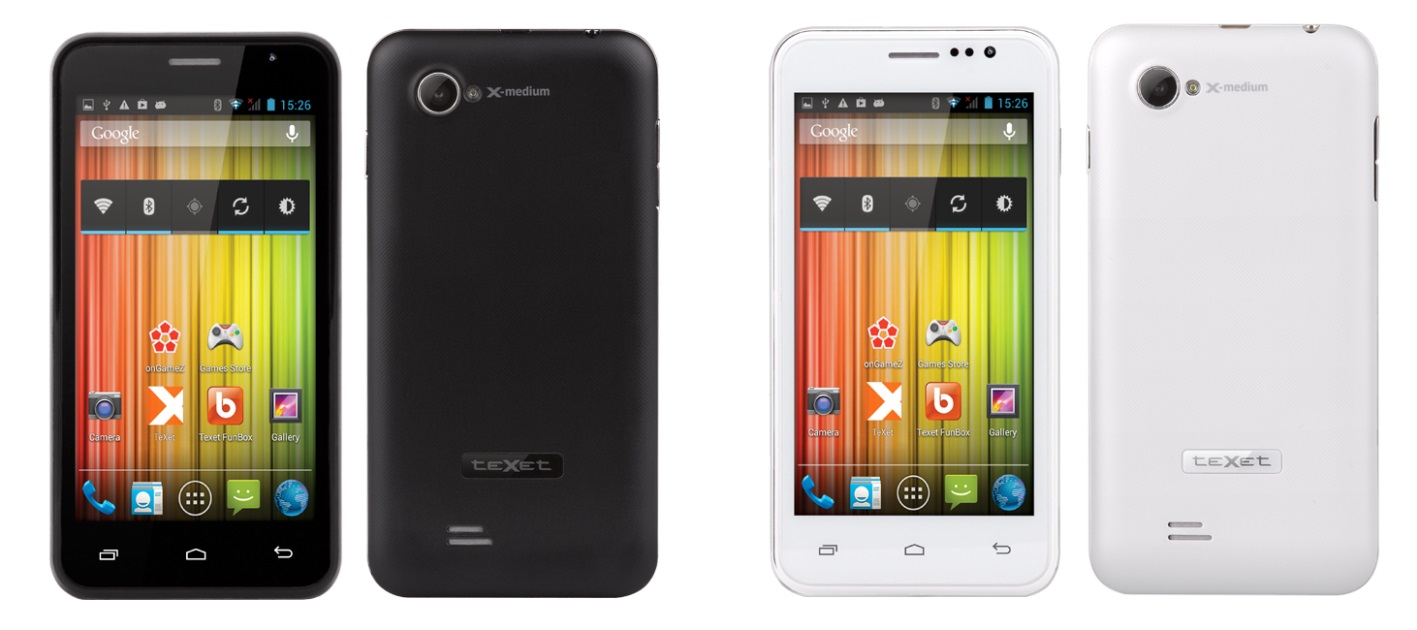 15:26
Google
onGameZ Games Store
Camera TeXet Texet FunBox Gallery
X-medium
teXet
15:26
Google
onGameZ Games Store
Camera TeXet Texet FunBox Gallery
X-medium
teXet